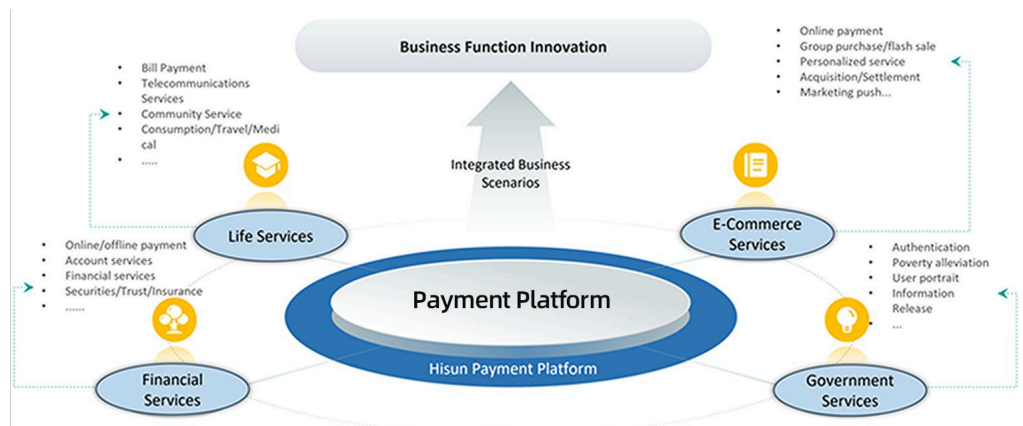 Business Function Innovation
• Online payment
• Group purchase/flash sale
• Personalized service
• Acquisition/Settlement
• Marketing push...
• Bill Payment
• Telecommunications
Services
• Community Service
• Consumption/Travel/Medi
cal
• .....
Integrated Business
Scenarios
Life Services
E-Commerce
Services
• Online/offline payment
• Account services
• Financial services
• Securities/Trust/Insurance
• ......
• Authentication
• Poverty alleviation
• User portrait
• Information
Release
• ...
Payment Platform
Hisun Payment Platform
Financial
Services
Government
Services